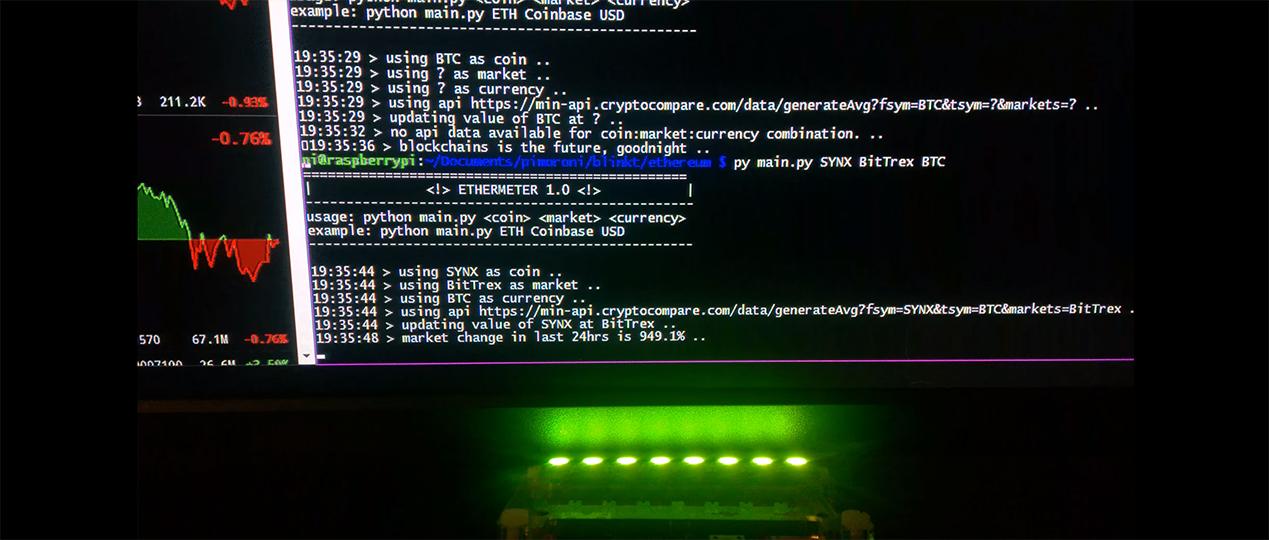 usage: python main.py <coin> <market> <currency>
example: python main.py ETH Coinbase USD
19:35:29 > using BTC as coin ..
19:35:29 > using ? as market ..
19:35:29 > using ? as currency ..
19:35:29 > using api https://min-api.cryptocompare.com/data/generateAvg?fsym=BTC&tsym=?&markets=? ..
19:35:29 > updating value of BTC at ? ..
19:35:32 > no api data available for coin:market:currency combination. ..
19:35:36 > blockchains is the future, goodnight ..
pi@raspberrypi:~/Documents/pimoroni/blinkt/ethereum $ py main.py SYNX BitTrex BTC
<!> ETHERMETER 1.0 <!>
usage: python main.py <coin> <market> <currency>
example: python main.py ETH Coinbase USD
19:35:44 > using SYNX as coin ..
19:35:44 > using BitTrex as market ..
19:35:44 > using BTC as currency ..
19:35:44 > using api https://min-api.cryptocompare.com/data/generateAvg?fsym=SYNX&tsym=BTC&markets=BitTrex .
19:35:44 > updating value of SYNX at BitTrex ..
19:35:48 > market change in last 24hrs is 949.1% ..
211.2K -0.93%
-0.76%
570 67.1M -0.76%
26.6M